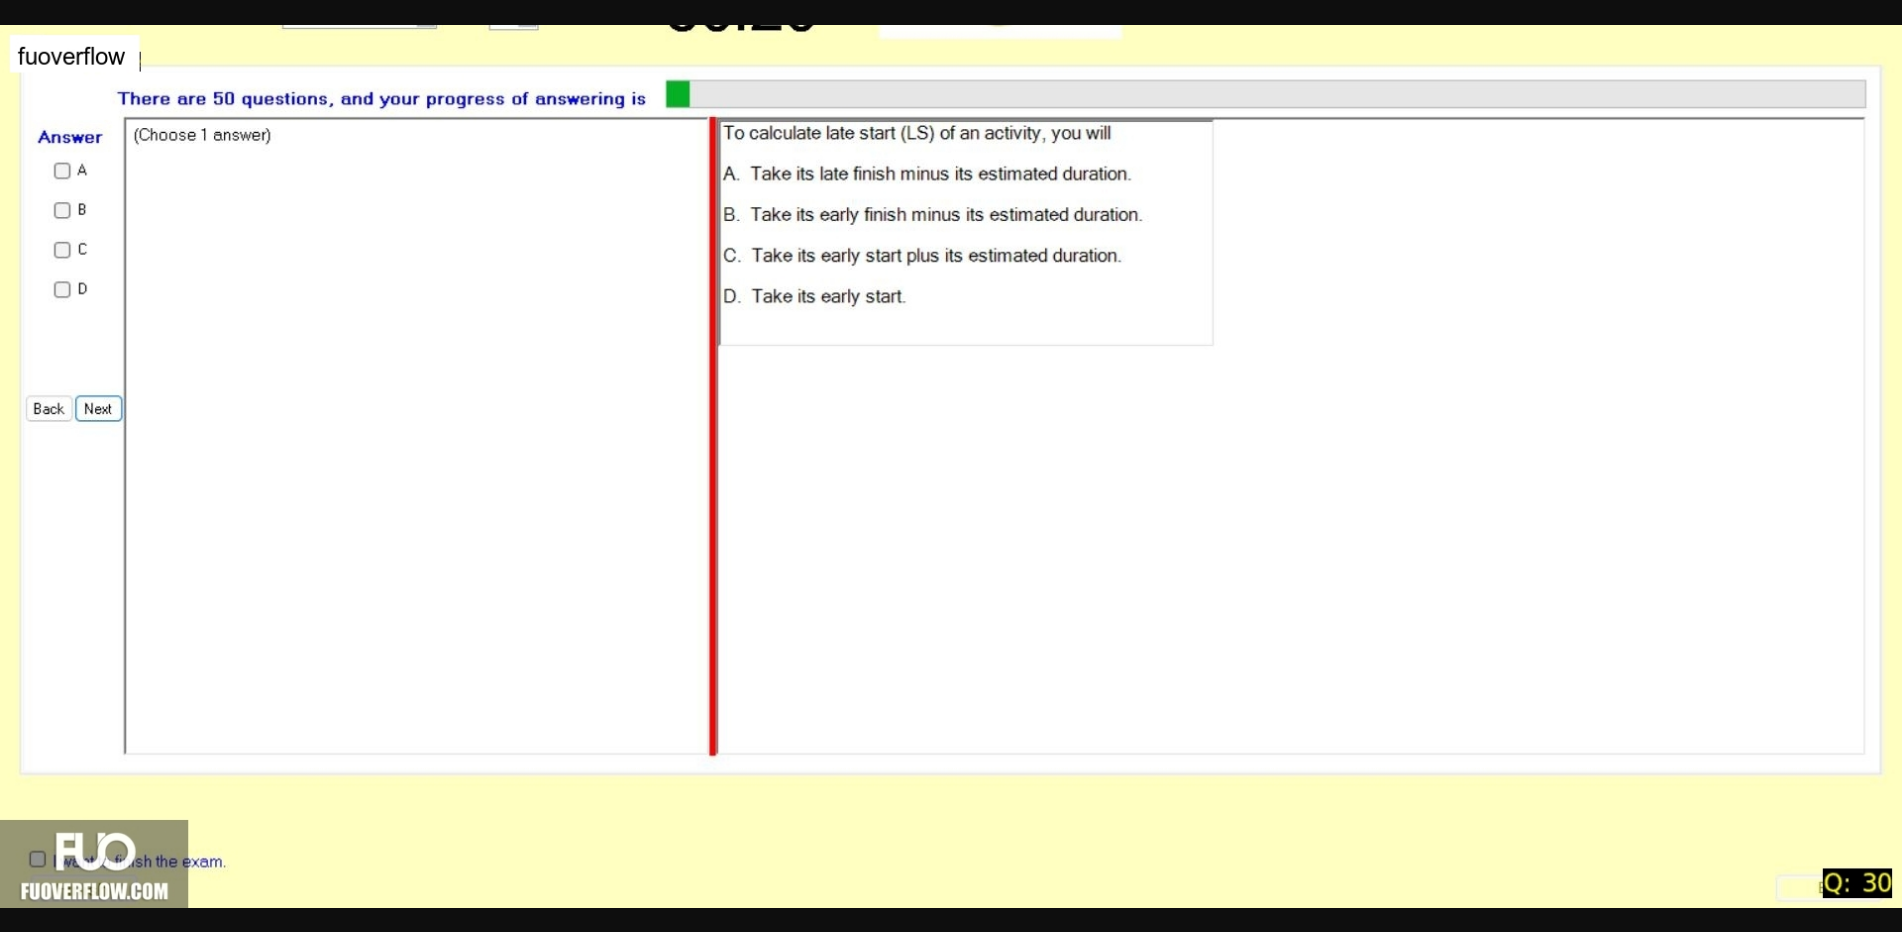 fuoverflow
There are 50 questions, and your progress of answering is
Answer
(Choose 1 answer)
A
B
C
D
Back Next
To calculate late start (LS) of an activity, you will
A. Take its late finish minus its estimated duration.
B. Take its early finish minus its estimated duration.
C. Take its early start plus its estimated duration.
D. Take its early start.
FUO
I want to finish the exam.
FUOVERFLOW.COM
Q: 30